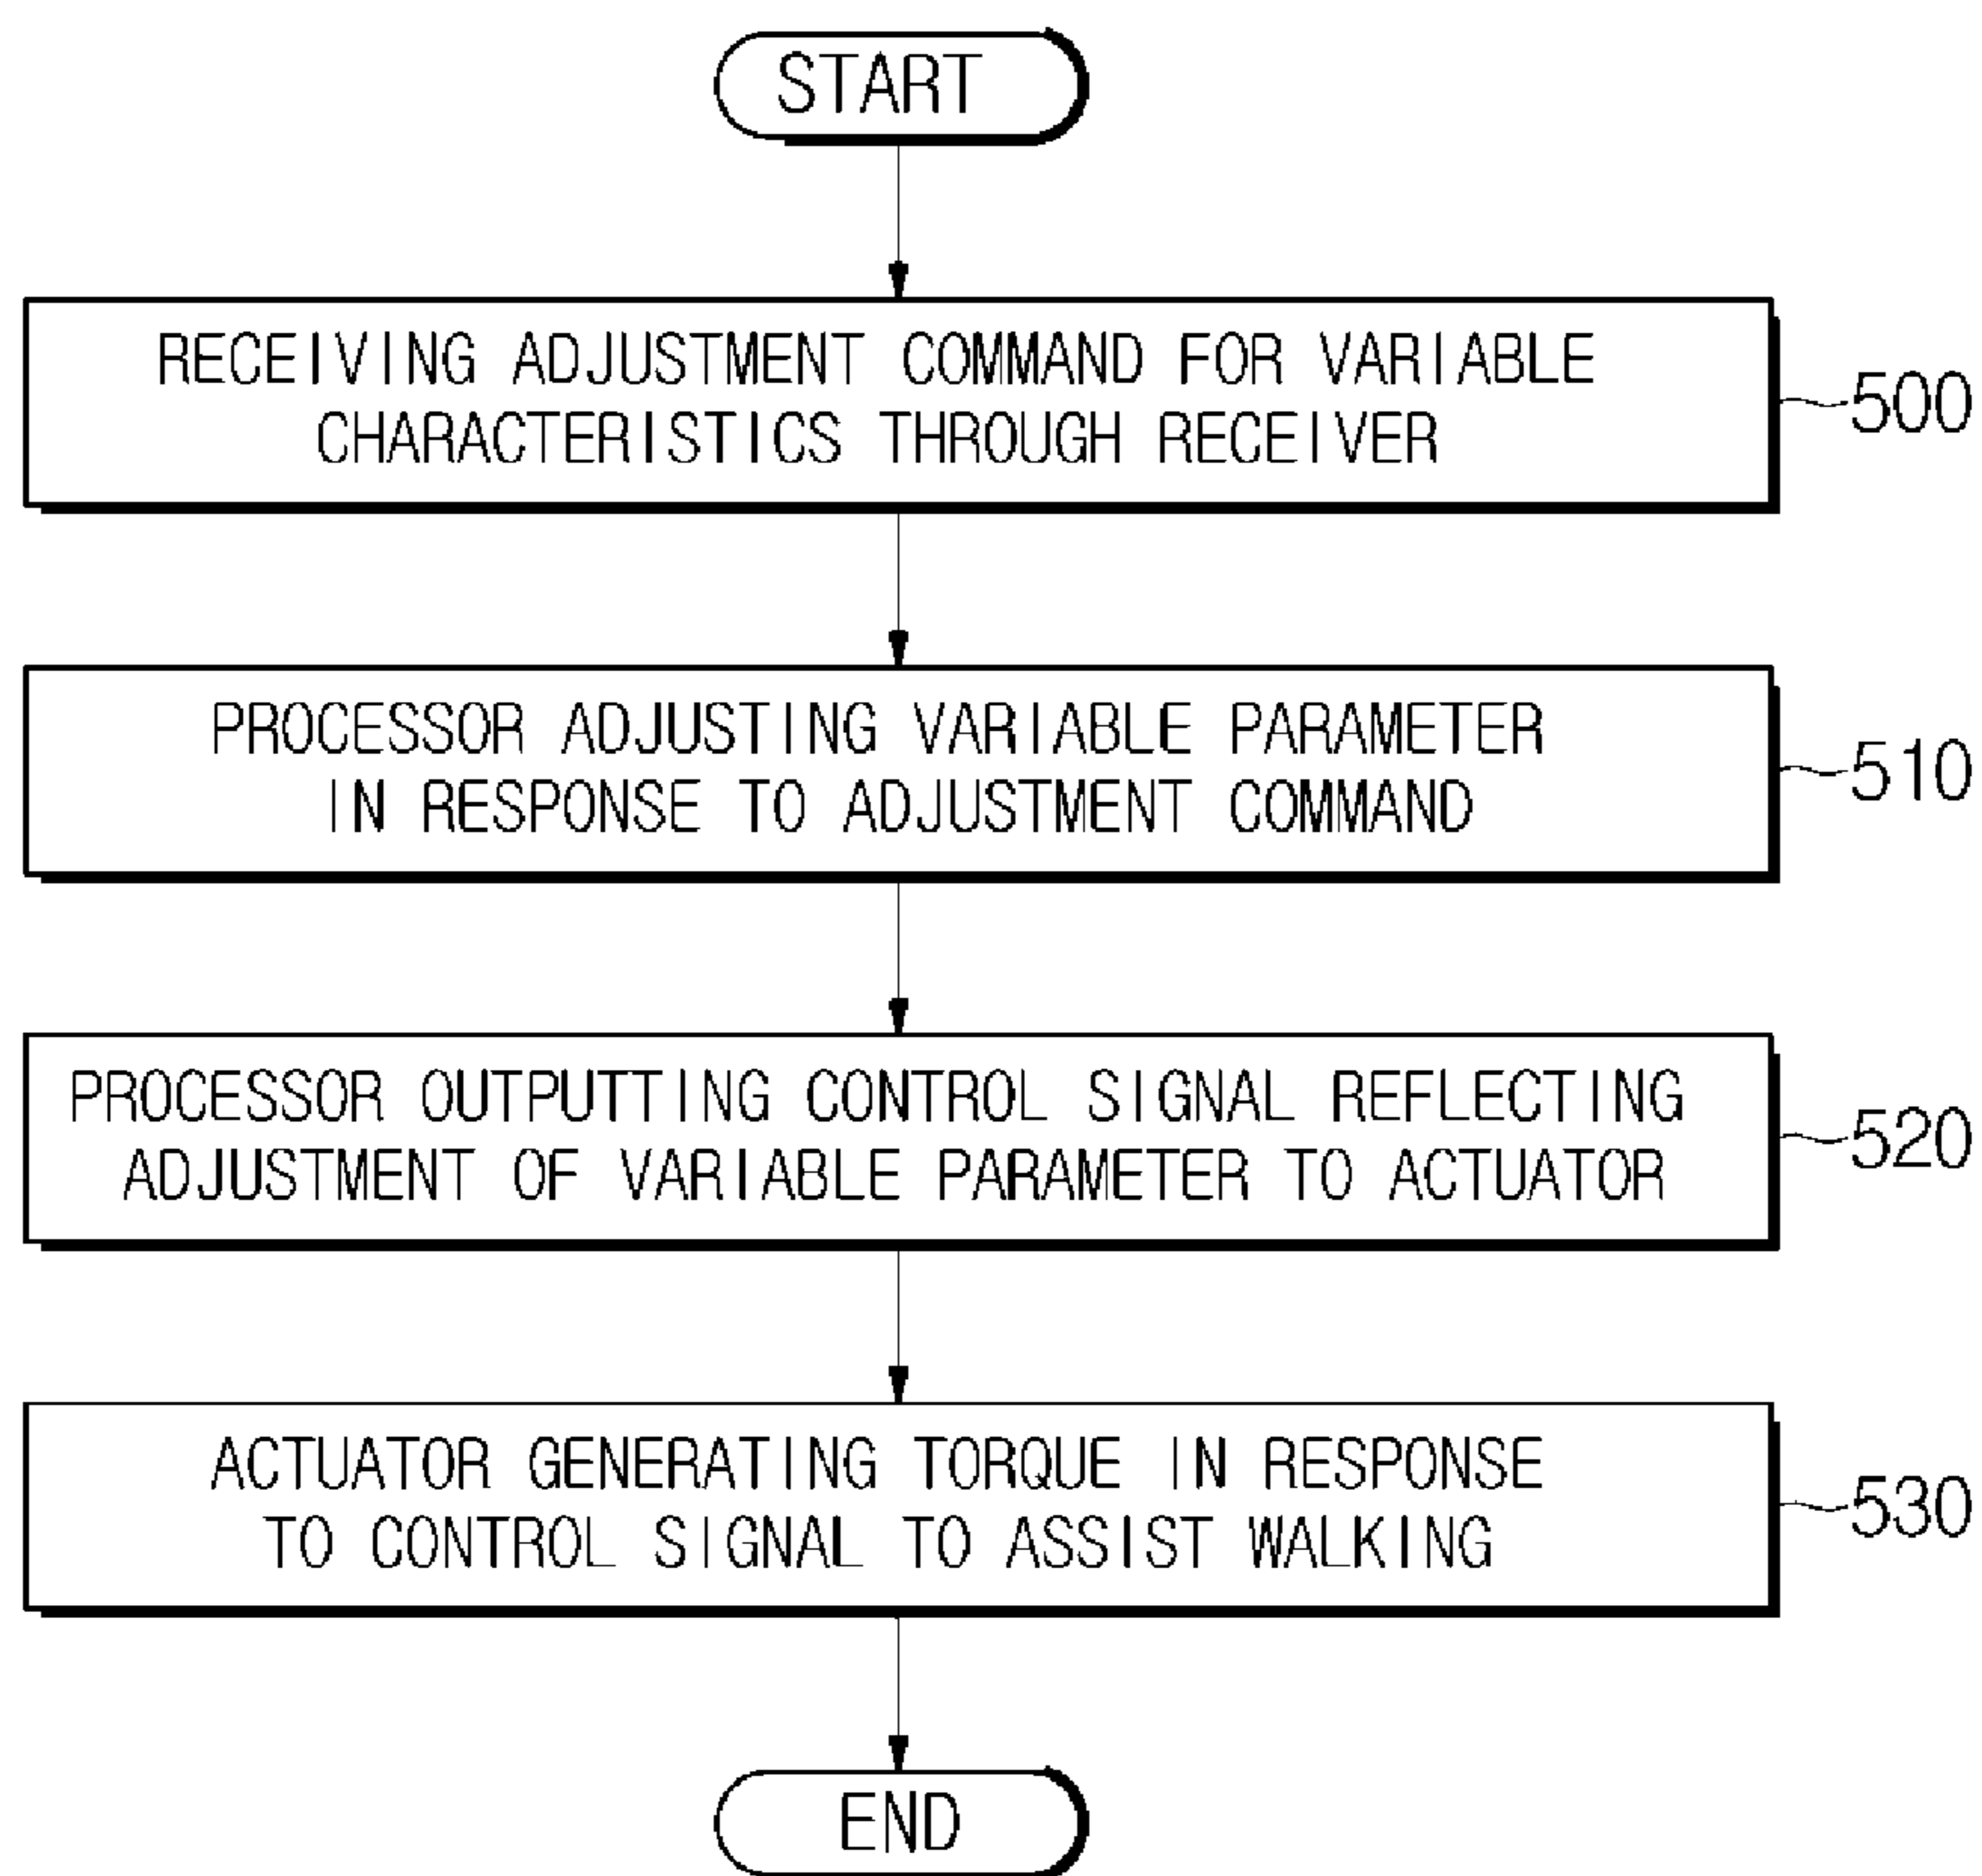 START
RECEIVING ADJUSTMENT COMMAND FOR VARIABLE
CHARACTERISTICS THROUGH RECEIVER
500
PROCESSOR ADJUSTING VARIABLE PARAMETER
IN RESPONSE TO ADJUSTMENT COMMAND
510
PROCESSOR OUTPUTTING CONTROL SIGNAL REFLECTING
ADJUSTMENT OF VARIABLE PARAMETER TO ACTUATOR
520
ACTUATOR GENERATING TORQUE IN RESPONSE
TO CONTROL SIGNAL TO ASSIST WALKING
530
END